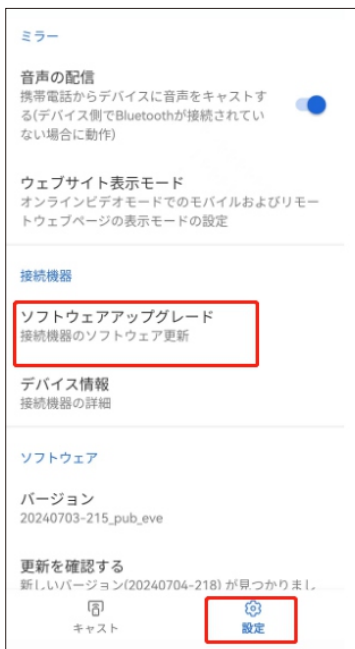 ミラー
音声の配信
携帯電話からデバイスに音声をキャストす
る(デバイス側でBluetoothが接続されてい
ない場合に動作)
ウェブサイト表示モード
オンラインビデオモードでのモバイルおよびリモー
トウェブページの表示モードの設定
接続機器
ソフトウェアアップグレード
接続機器のソフトウェア更新
デバイス情報
接続機器の詳細
ソフトウェア
バージョン
20240703-215_pub_eve
更新を確認する
新しいバージョン(20240704-218) が見つかりまし
キャスト
設定